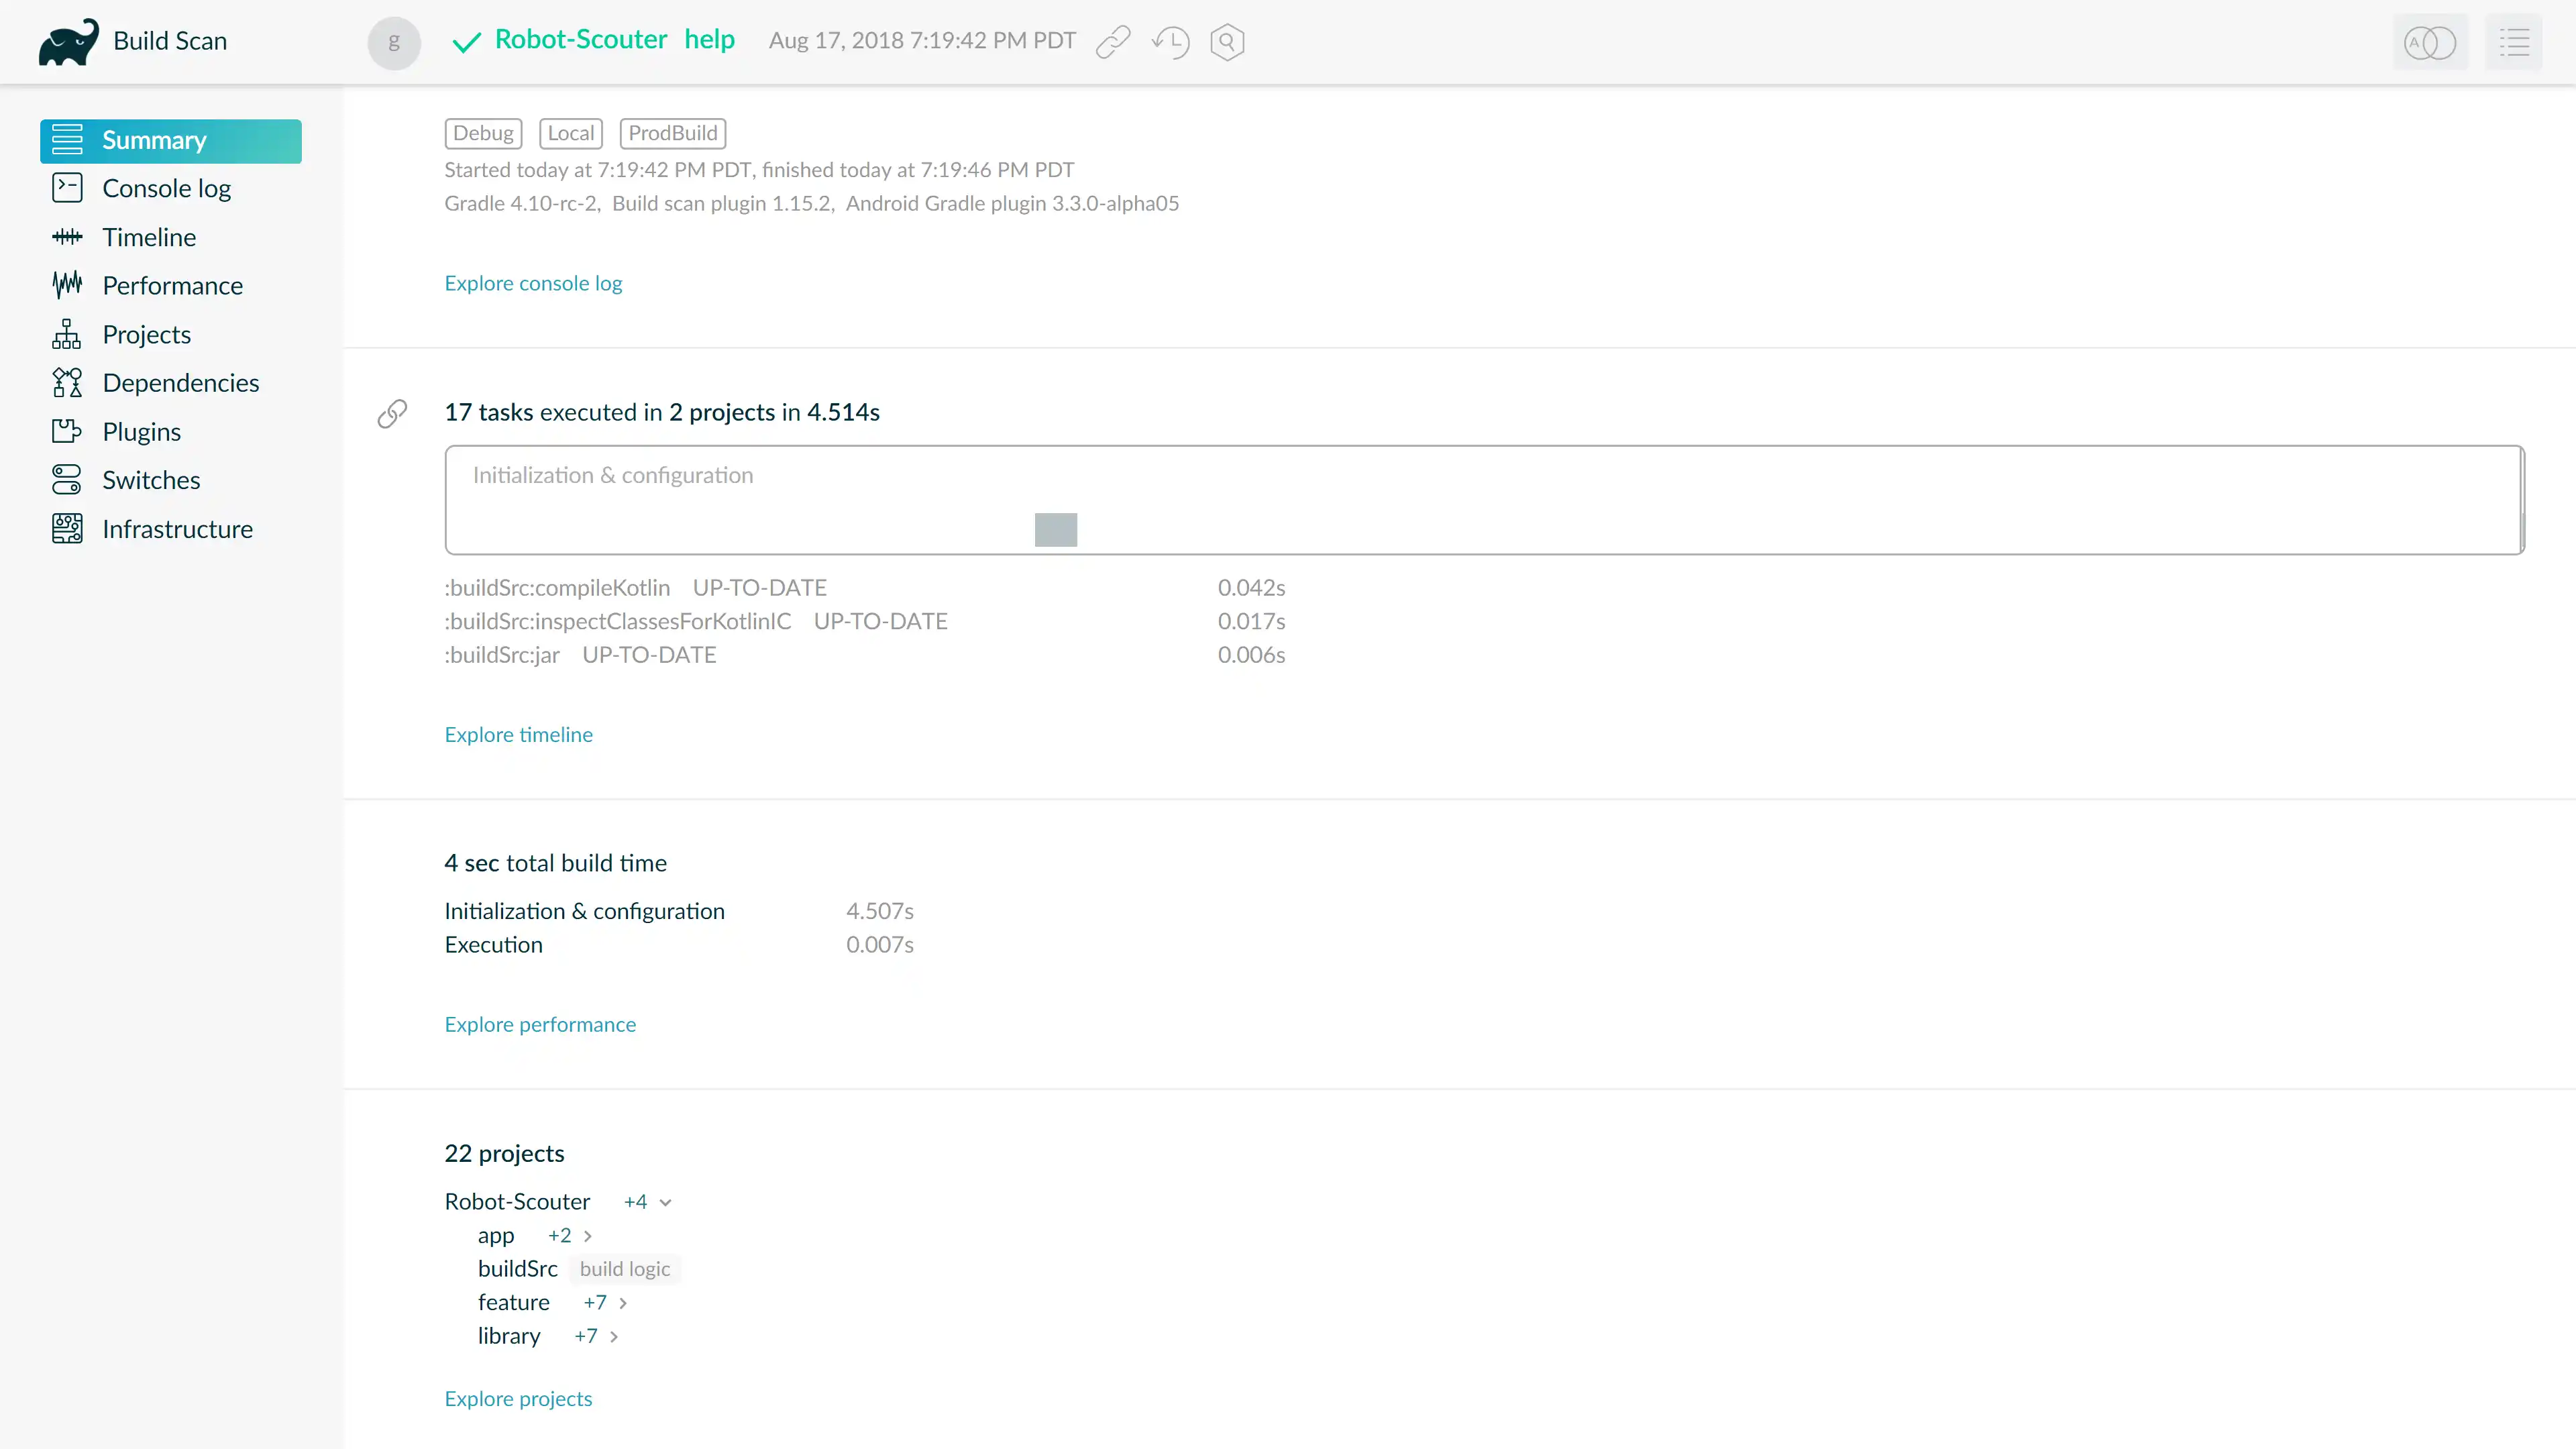 Build Scan
g
Robot-Scouter help Aug 17, 2018 7:19:42 PM PDT
A
Summary
Console log
Timeline
Performance
Projects
Dependencies
Plugins
Switches
Infrastructure
Debug Local ProdBuild
Started today at 7:19:42 PM PDT, finished today at 7:19:46 PM PDT
Gradle 4.10-rc-2, Build scan plugin 1.15.2, Android Gradle plugin 3.3.0-alpha05
Explore console log
17 tasks executed in 2 projects in 4.514s
Initialization & configuration
:buildSrc:compileKotlin UP-TO-DATE 0.042s
:buildSrc:inspectClassesForKotlinIC UP-TO-DATE 0.017s
:buildSrc:jar UP-TO-DATE 0.006s
Explore timeline
4 sec total build time
Initialization & configuration 4.507s
Execution 0.007s
Explore performance
22 projects
Robot-Scouter +4
app +2
buildSrc build logic
feature +7
library +7
Explore projects